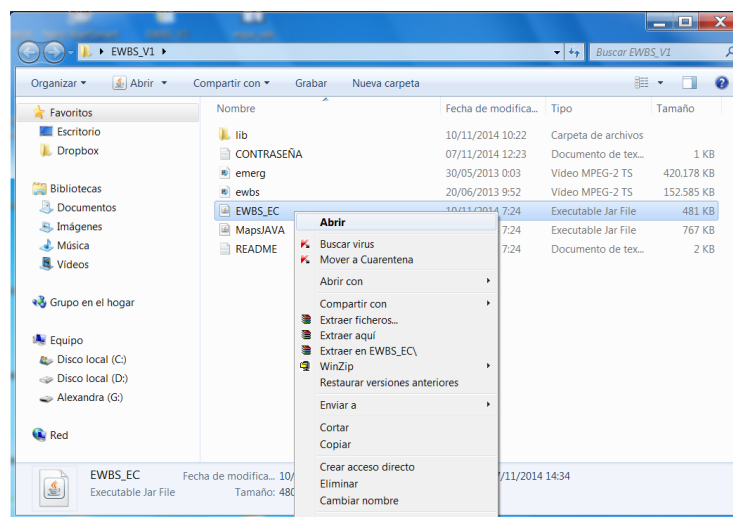 EWBS_V1
Buscar EWBS_V1
Organizar Abrir Compartir con Grabar Nueva carpeta
Favoritos
Escritorio
Dropbox
Bibliotecas
Documentos
Imágenes
Música
Vídeos
Grupo en el hogar
Equipo
Disco local (C:)
Disco local (D:)
Alexandra (G:)
Red
Nombre Fecha de modifica... Tipo Tamaño
lib 10/11/2014 10:22 Carpeta de archivos
CONTRASEÑA 07/11/2014 12:23 Documento de tex... 1 KB
emerg 30/05/2013 0:03 Vídeo MPEG-2 TS 420.178 KB
ewbs 20/06/2013 9:52 Vídeo MPEG-2 TS 152.585 KB
EWBS_EC 10/11/2014 7:24 Executable Jar File 481 KB
MapsJAVA 7:24 Executable Jar File 767 KB
README 7:24 Documento de tex... 2 KB
Abrir
Buscar virus
Mover a Cuarentena
Abrir con
Compartir con
Extraer ficheros...
Extraer aquí
Extraer en EWBS_EC\
WinZip
Restaurar versiones anteriores
Enviar a
Cortar
Copiar
Crear acceso directo
Eliminar
Cambiar nombre
EWBS_EC Fecha de modifica... 10/ /11/2014 14:34
Executable Jar File Tamaño: 480